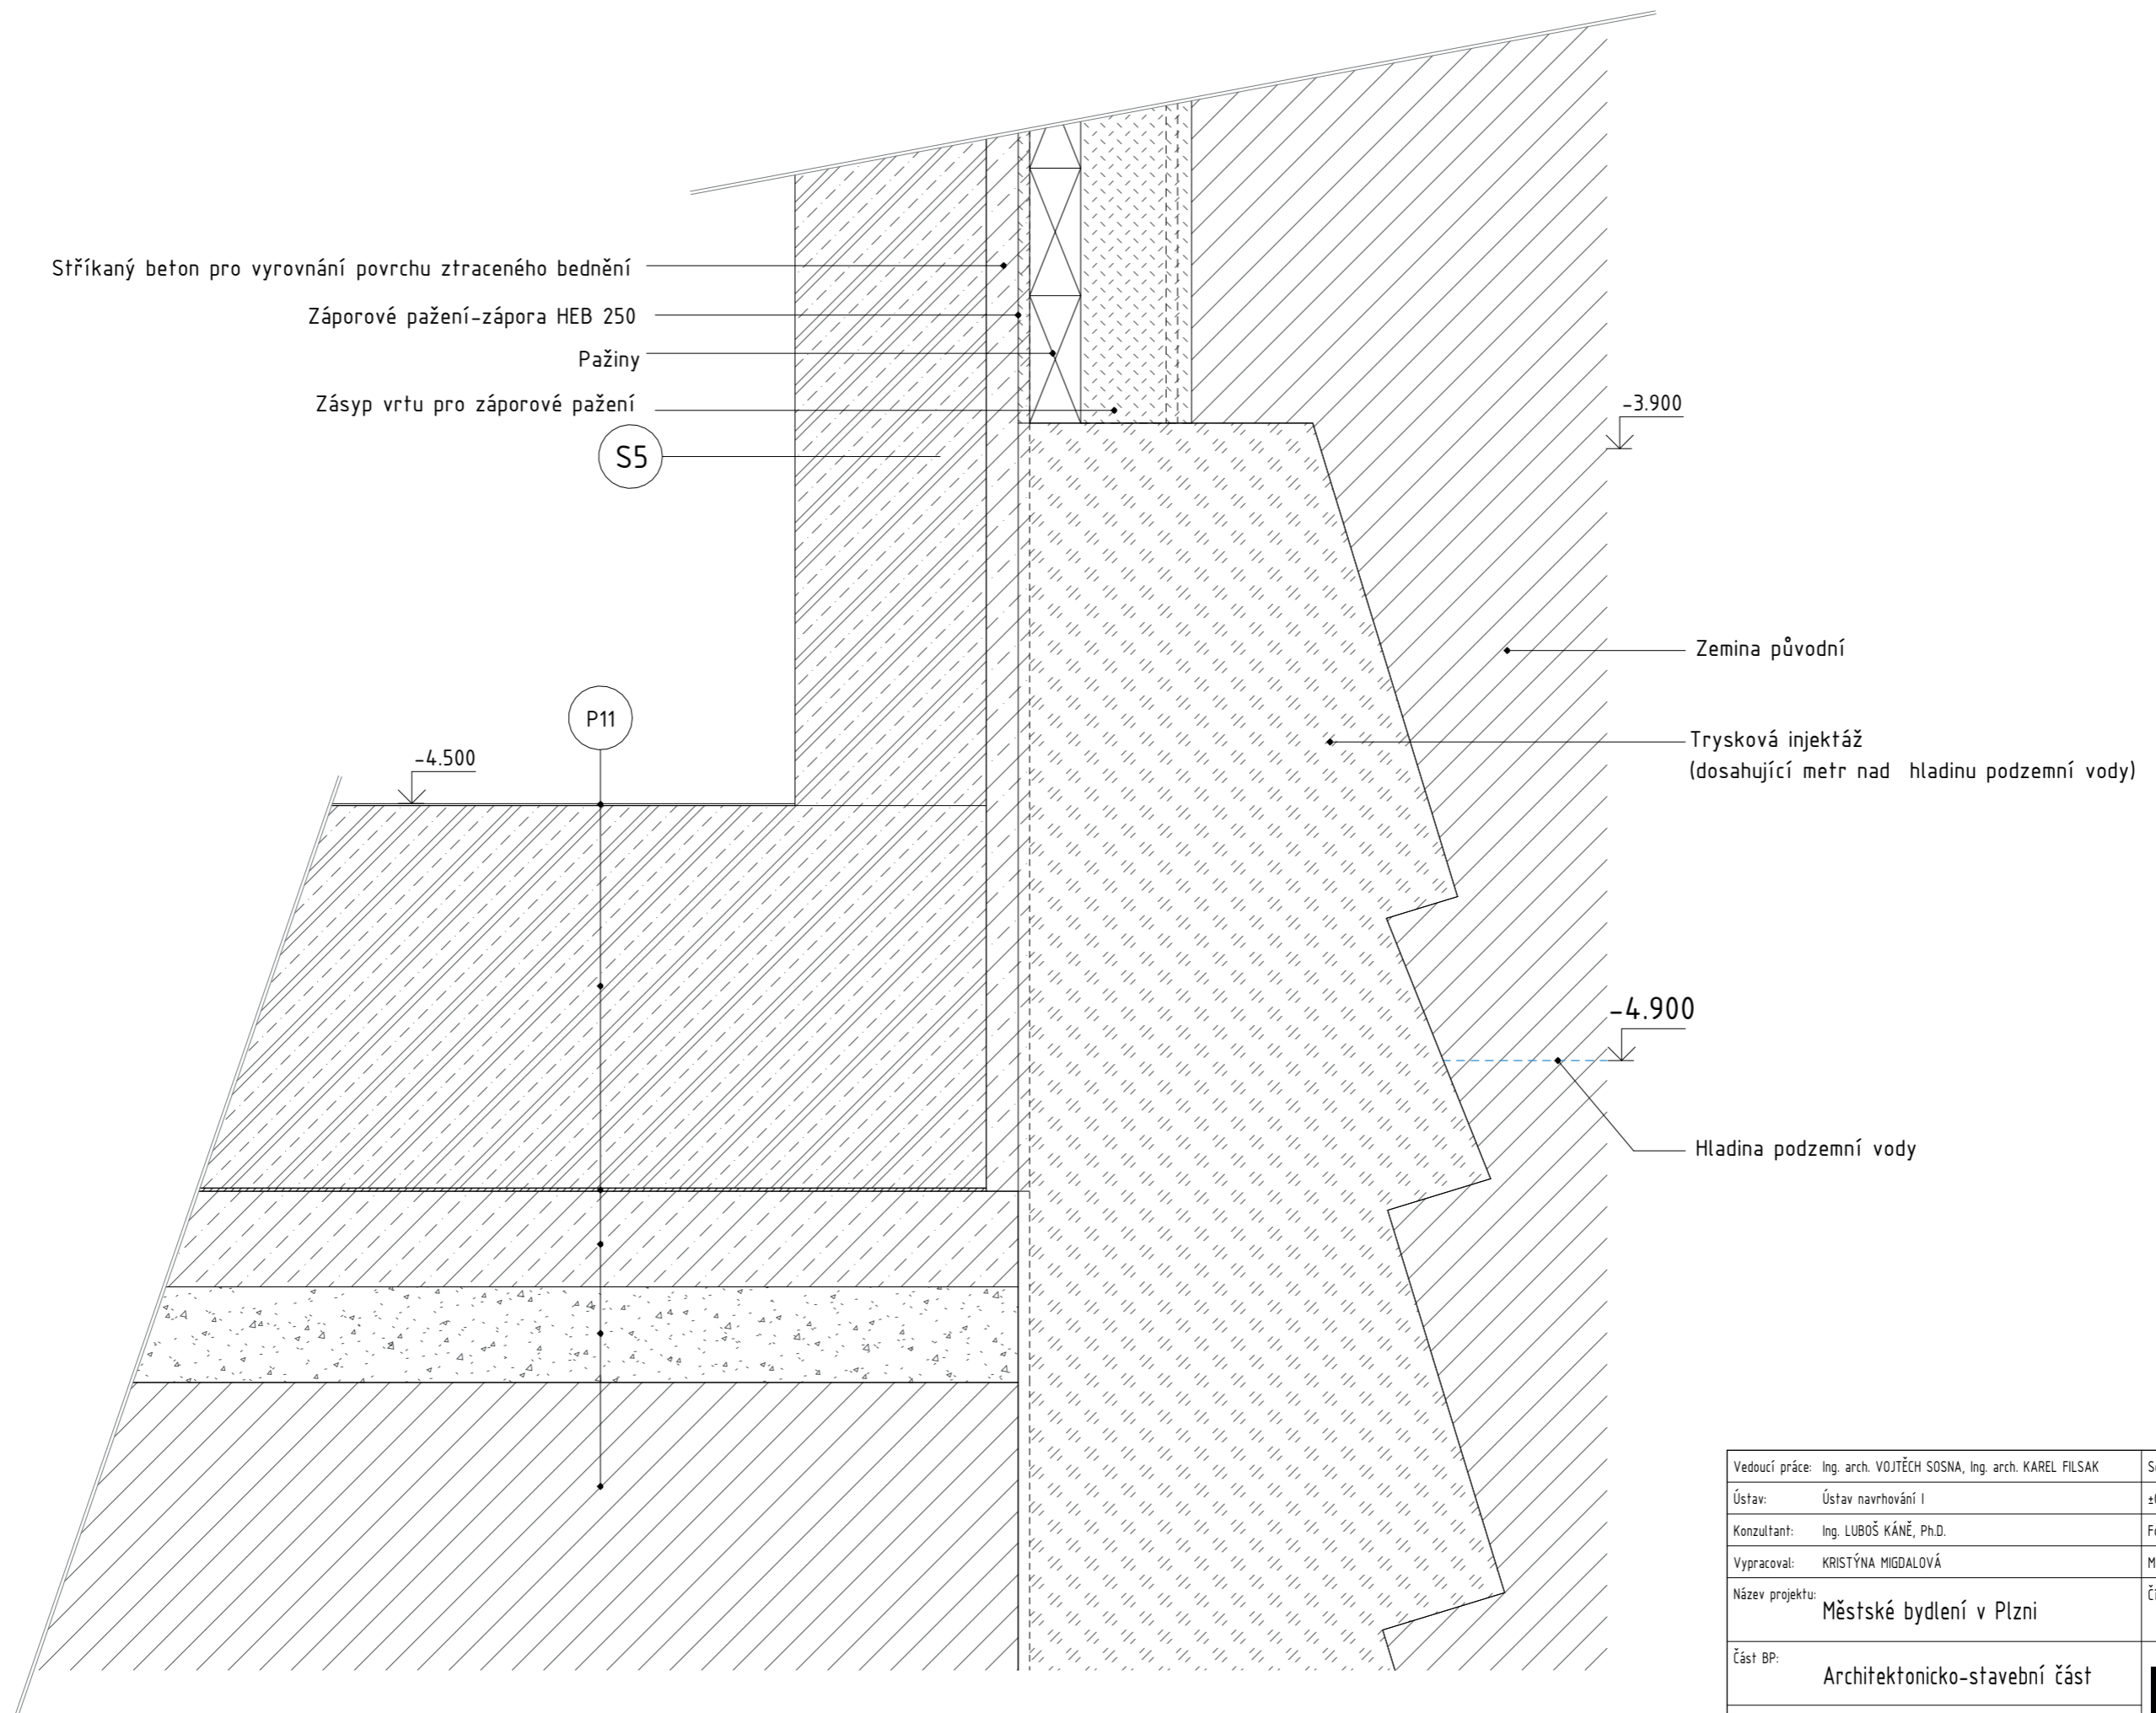 Stříkaný beton pro vyrovnání povrchu ztraceného bednění
Záporové pažení-zápora HEB 250
Pažiny
Zásyp vrtu pro záporové pažení
S5
-3.900
Zemina původní
P11
-4.500
Trysková injektáž
(dosahující metr nad hladinu podzemní vody)
-4.900
Hladina podzemní vody
Vedoucí práce: Ing. arch. VOJTĚCH SOSNA, Ing. arch. KAREL FILSAK
Ústav: Ústav navrhování I
Konzultant: Ing. LUBOŠ KÁNĚ, Ph.D.
Vypracoval: KRISTÝNA MIGDALOVÁ
Název projektu: Městské bydlení v Plzni
Část BP: Architektonicko-stavební část